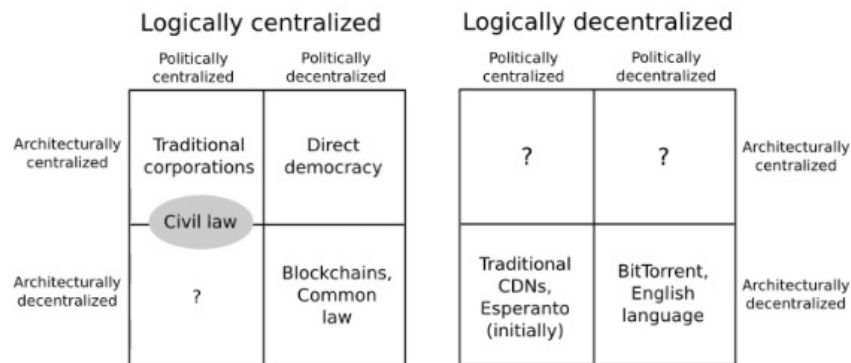 Logically centralized
Logically decentralized
Politically
centralized
Politically
decentralized
Politically
centralized
Politically
decentralized
Architecturally
centralized
Traditional
corporations
Direct
democracy
?
?
Architecturally
centralized
Civil law
Architecturally
decentralized
?
Blockchains,
Common
law
Traditional
CDNs,
Esperanto
(initially)
BitTorrent,
English
language
Architecturally
decentralized